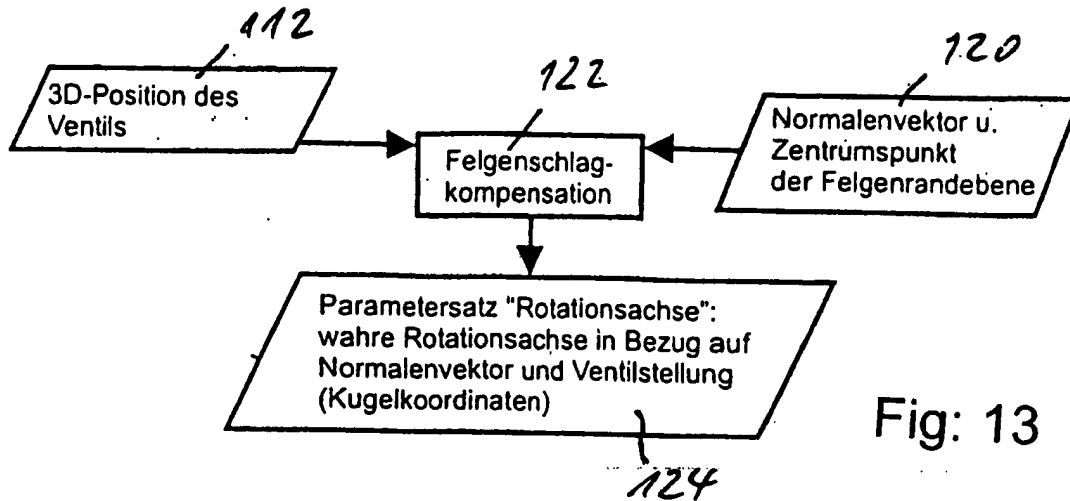 112
3D-Position des
Ventils
122
Felgenschlag-
kompensation
120
Normalenvektor u.
Zentrumspunkt
der Felgenrandebene
Parametersatz "Rotationsachse":
wahre Rotationsachse in Bezug auf
Normalenvektor und Ventilstellung
(Kugelkoordinaten)
124
Fig: 13